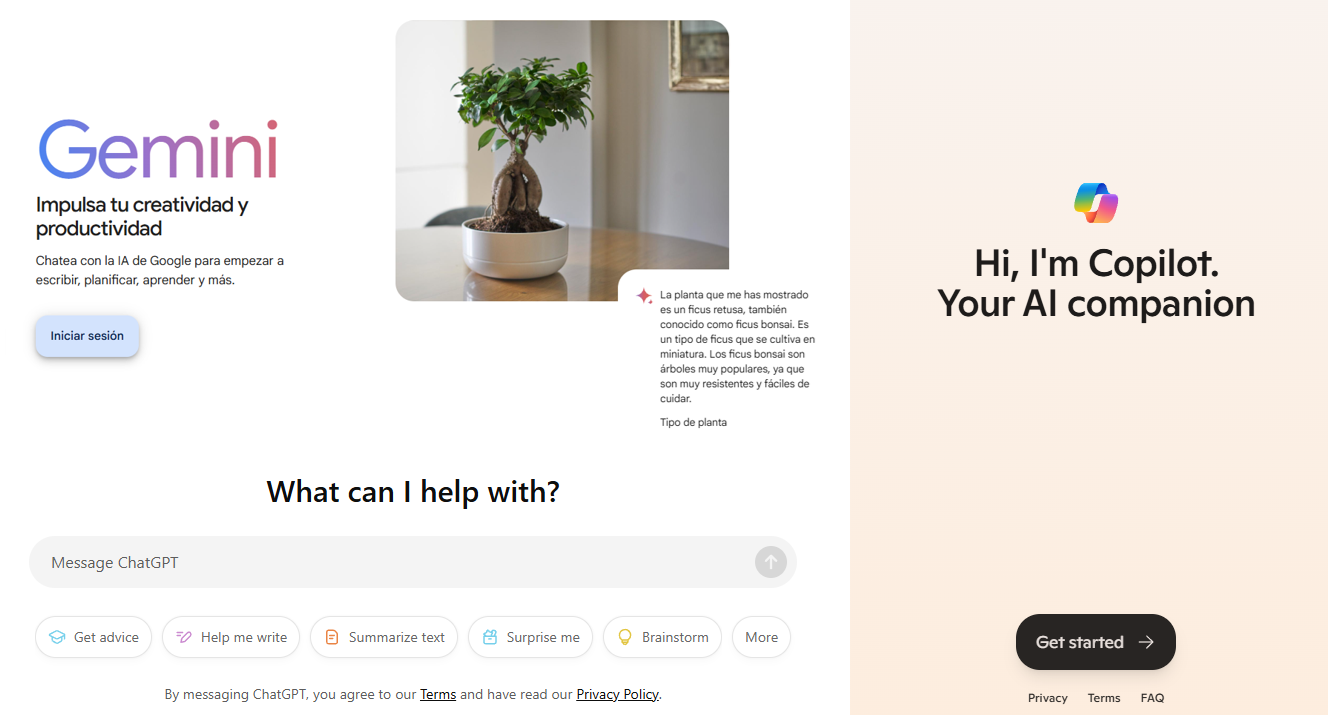 Gemini
Impulsa tu creatividad y
productividad
Chatea con la IA de Google para empezar a
escribir, planificar, aprender y más.
Iniciar sesión
La planta que me has mostrado
es un ficus retusa, también
conocido como ficus bonsai. Es
un tipo de ficus que se cultiva en
miniatura. Los ficus bonsai son
árboles muy populares, ya que
son muy resistentes y fáciles de
cuidar.
Tipo de planta
What can I help with?
Message ChatGPT
Get advice
Help me write
Summarize text
Surprise me
Brainstorm
More
By messaging ChatGPT, you agree to our Terms and have read our Privacy Policy.
Hi, I'm Copilot.
Your AI companion
Get started
Privacy
Terms
FAQ